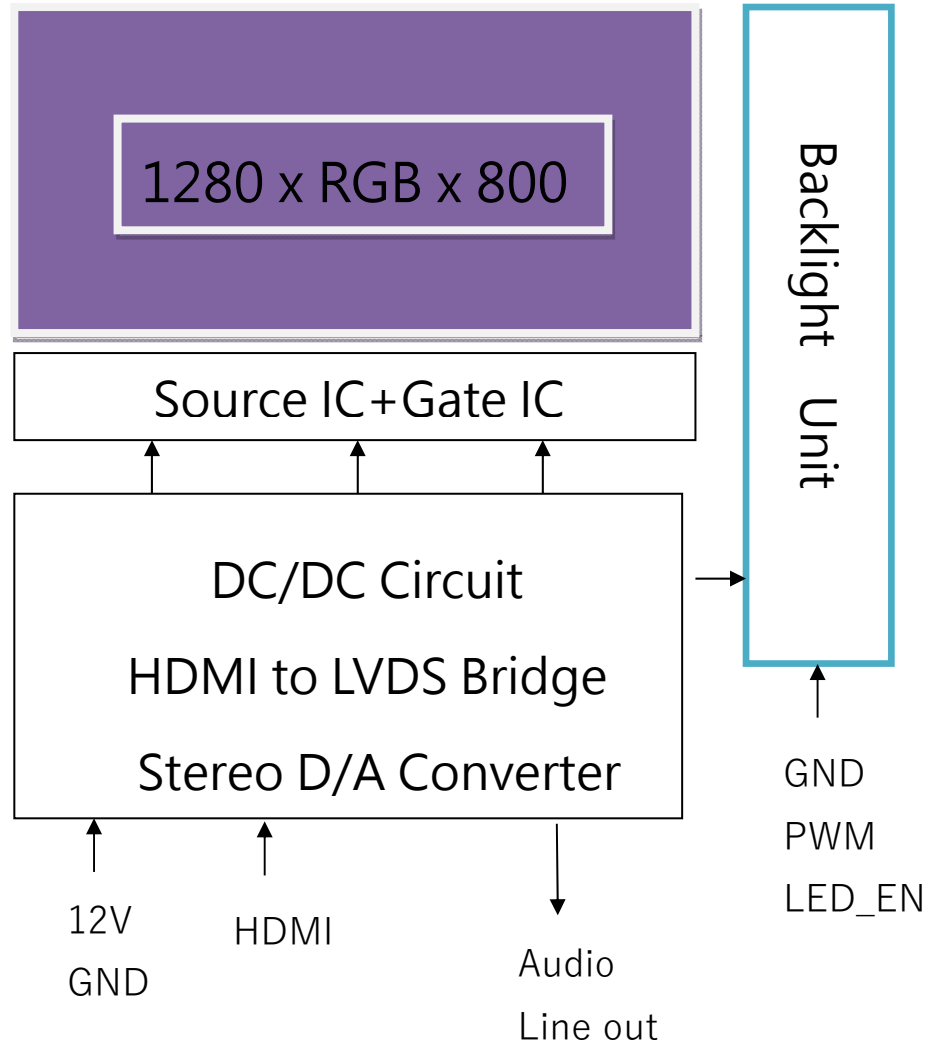 1280 x RGB x 800
Backlight Unit
Source IC+Gate IC
DC/DC Circuit
HDMI to LVDS Bridge
Stereo D/A Converter
12V
GND
HDMI
Audio
Line out
GND
PWM
LED_EN